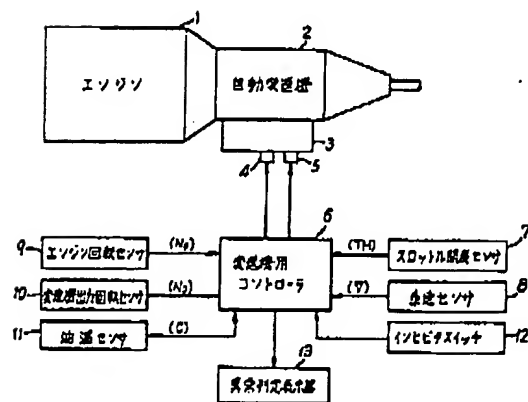 1
2
エンジン
自動変速機
3
4
5
6
7
9
エンジン回転センサ
(N₁)
変速機用
コントローラ
(TH)
スロットル開度センサ
8
10
変速機出力回転センサ
(N₂)
(V)
車速センサ
11
油温センサ
(C)
インヒビタスイッチ
12
13
異常判定表示器